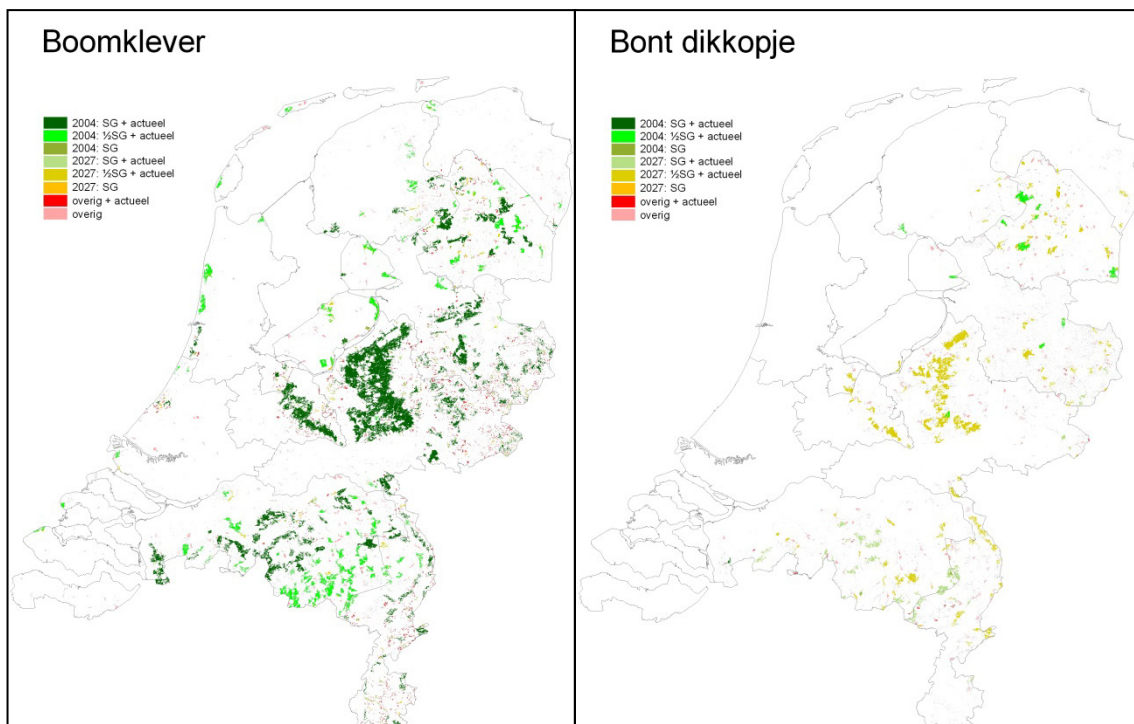 Boomklever
2004: SG + actueel
2004: ½SG + actueel
2004: SG
2027: SG + actueel
2027: ½SG + actueel
2027: SG
overig + actueel
overig
Bont dikkopje
2004: SG + actueel
2004: ½SG + actueel
2004: SG
2027: SG + actueel
2027: ½SG + actueel
2027: SG
overig + actueel
overig